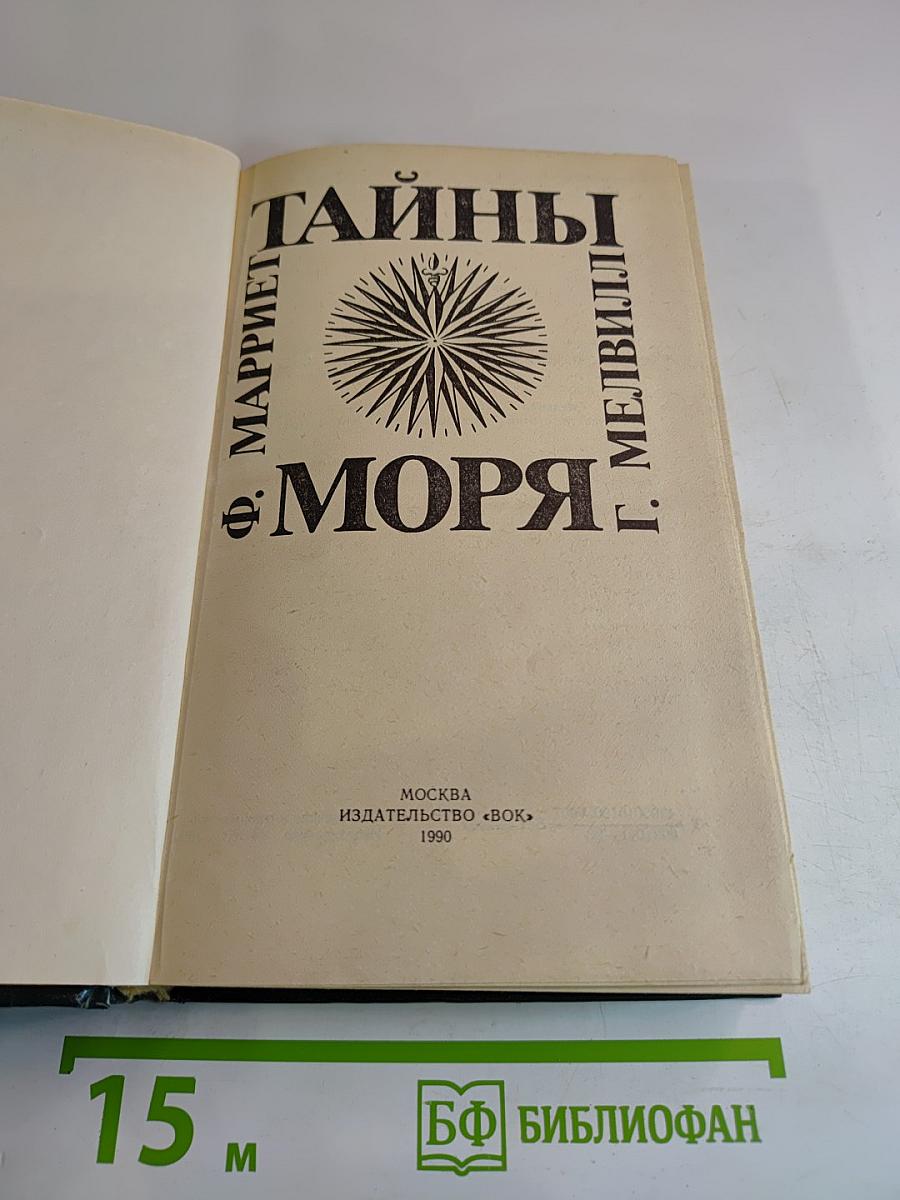 ТАЙНЫ
Ф. МАРРИЕТ
Г. МЕЛВИЛЛ
МОРЯ
МОСКВА
ИЗДАТЕЛЬСТВО «ВОК»
1990
15 м
БФ БИБЛИОФАН